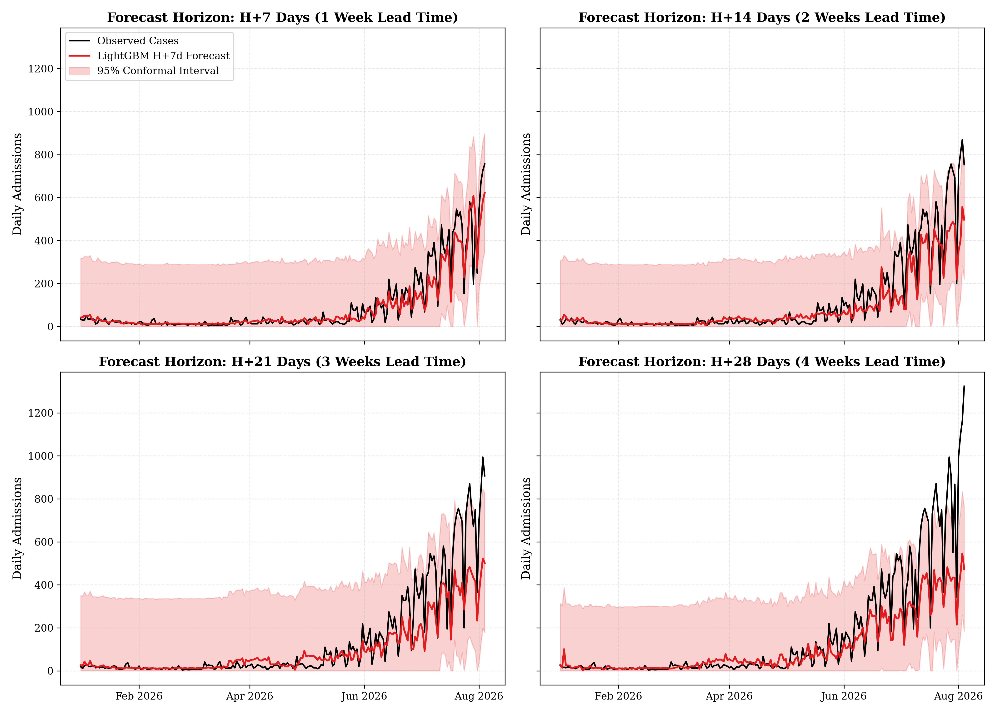 Forecast Horizon: H+7 Days (1 Week Lead Time)
Observed Cases
LightGBM H+7d Forecast
95% Conformal Interval
1200
1000
800
600
400
200
0
Daily Admissions
Forecast Horizon: H+14 Days (2 Weeks Lead Time)
Daily Admissions
Forecast Horizon: H+21 Days (3 Weeks Lead Time)
1200
1000
800
600
400
200
0
Daily Admissions
Feb 2026
Apr 2026
Jun 2026
Aug 2026
Forecast Horizon: H+28 Days (4 Weeks Lead Time)
Daily Admissions
Feb 2026
Apr 2026
Jun 2026
Aug 2026